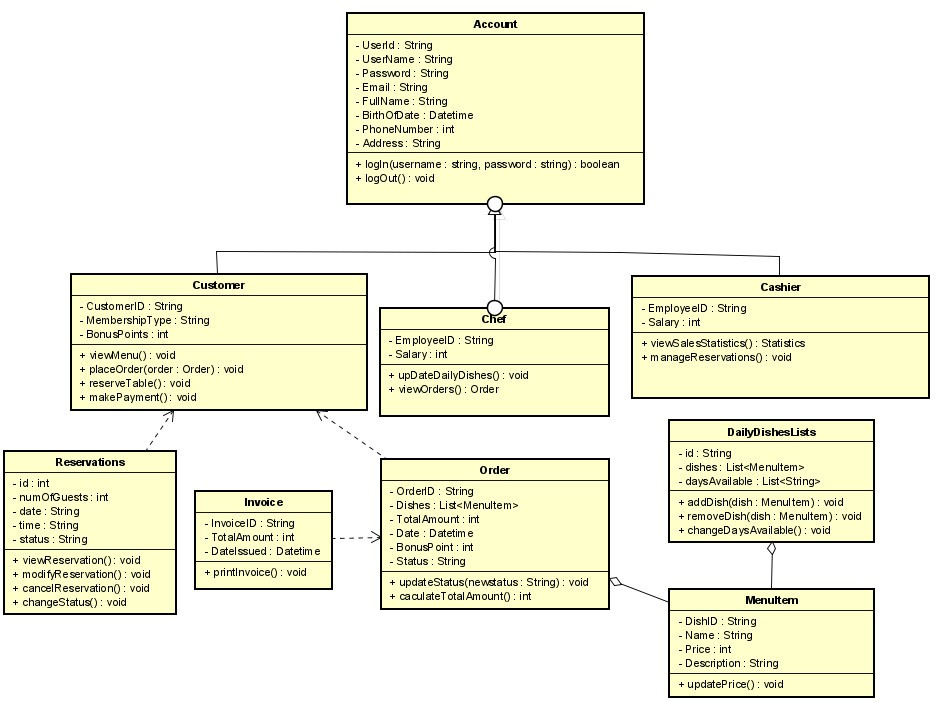 Account
- UserId : String
- UserName : String
- Password : String
- Email : String
- FullName : String
- BirthOfDate : Datetime
- PhoneNumber : int
- Address : String
+ logIn(username : string, password : string) : boolean
+ logOut() : void
Customer
- CustomerID : String
- MembershipType : String
- BonusPoints : int
+ viewMenu() : void
+ placeOrder(order : Order) : void
+ reserveTable() : void
+ makePayment() : void
Chef
- EmployeeID : String
- Salary : int
+ upDateDailyDishes() : void
+ viewOrders() : Order
Cashier
- EmployeeID : String
- Salary : int
+ viewSalesStatistics() : Statistics
+ manageReservations() : void
Reservations
- id : int
- numOfGuests : int
- date : String
- time : String
- status : String
+ viewReservation() : void
+ modifyReservation() : void
+ cancelReservation() : void
+ changeStatus() : void
Invoice
- InvoiceID : String
- TotalAmount : int
- DateIssued : Datetime
+ printInvoice() : void
Order
- OrderID : String
- Dishes : List<MenuItem>
- TotalAmount : int
- Date : Datetime
- BonusPoint : int
- Status : String
+ updateStatus(newstatus : String) : void
+ caculateTotalAmount() : int
DailyDishesLists
- id : String
- dishes : List<MenuItem>
- daysAvailable : List<String>
+ addDish(dish : MenuItem) : void
+ removeDish(dish : MenuItem) : void
+ changeDaysAvailable() : void
MenuItem
- DishID : String
- Name : String
- Price : int
- Description : String
+ updatePrice() : void